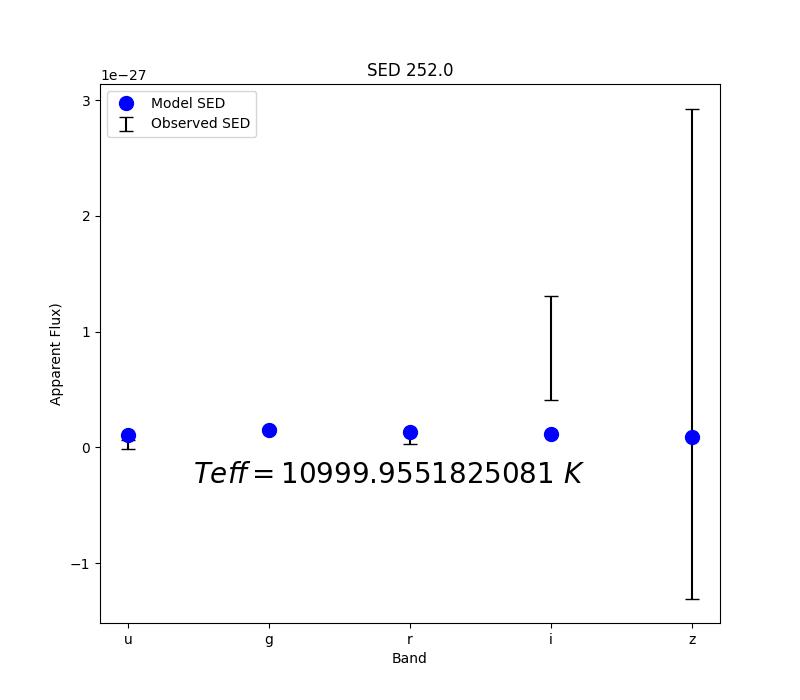 SED 252.0
1e−27
Model SED
Observed SED
3
2
1
0
−1
Apparent Flux)
Teff = 10999.9551825081 K
u g r i z
Band